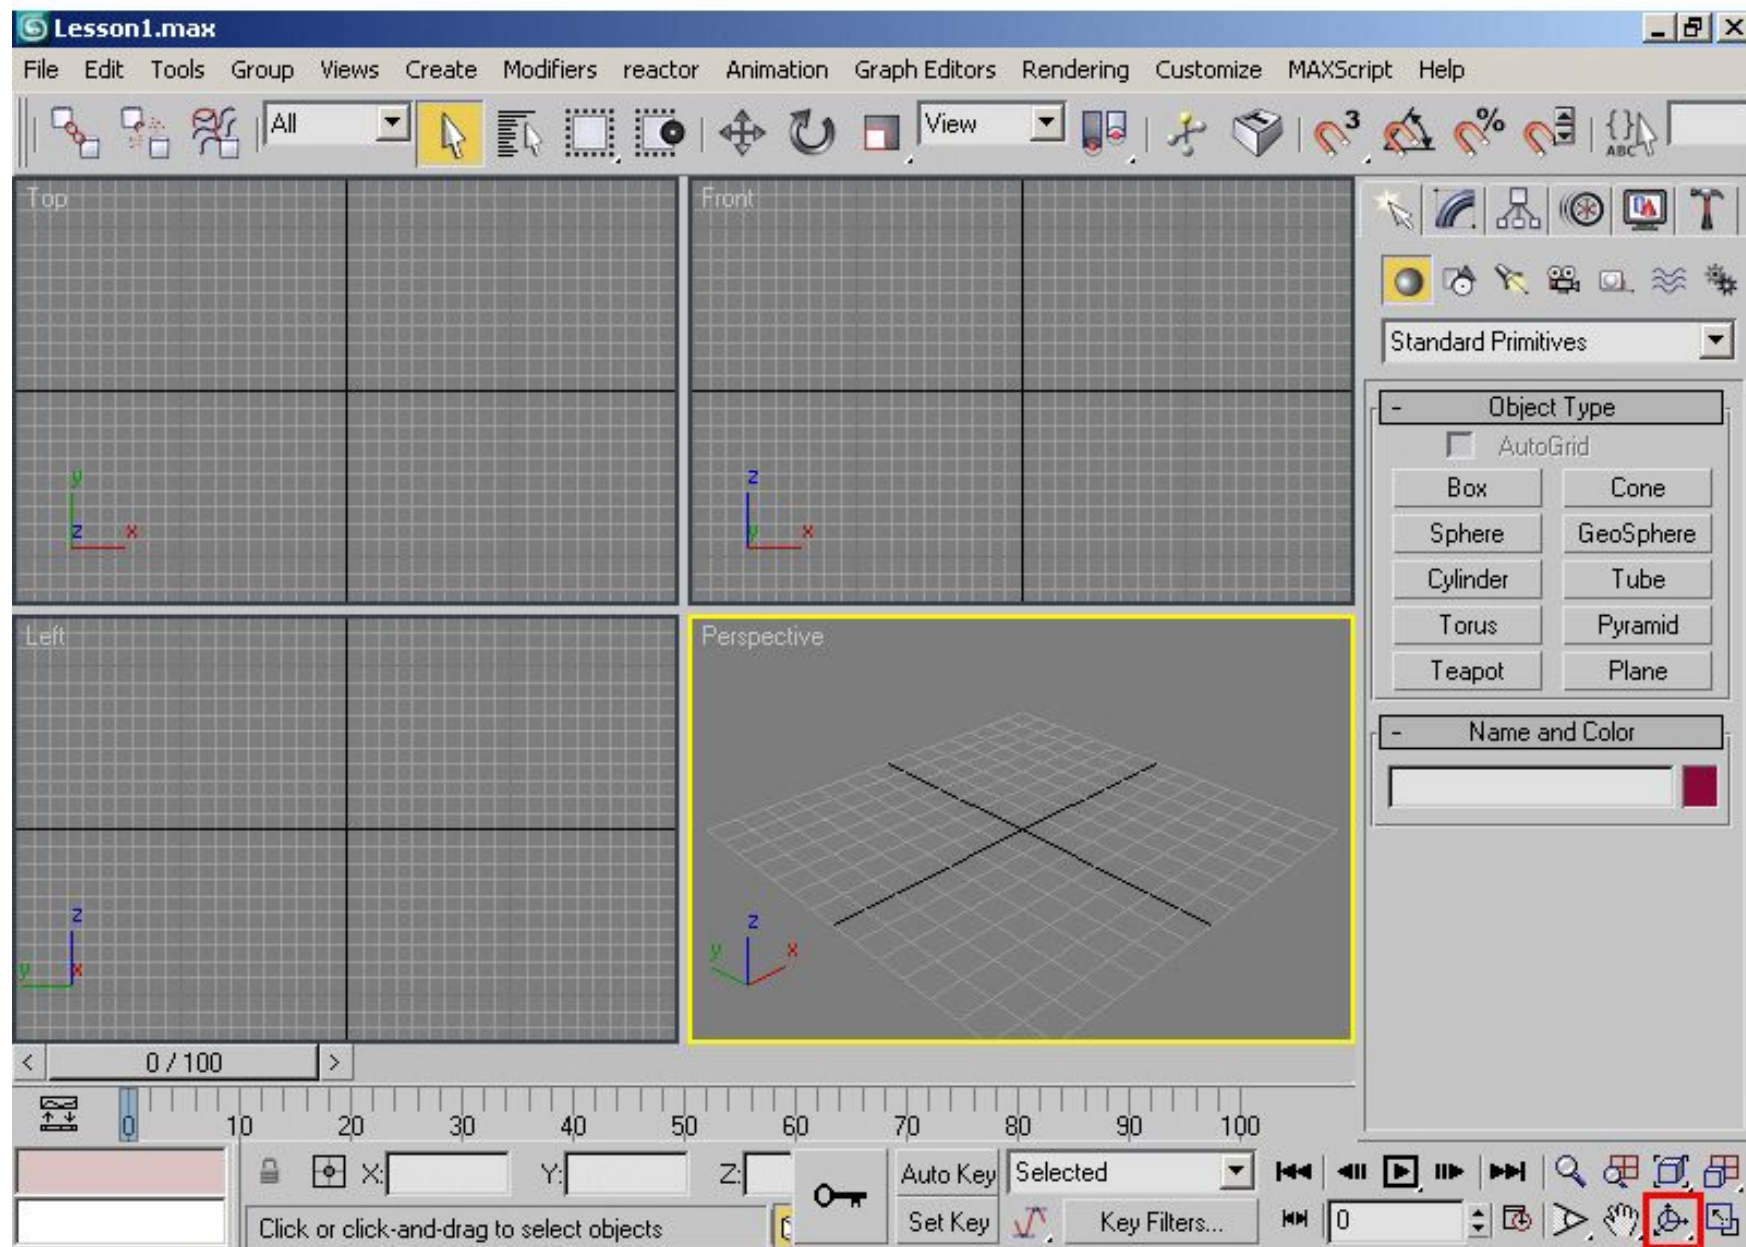 Lesson1.max
File Edit Tools Group Views Create Modifiers reactor Animation Graph Editors Rendering Customize MAXScript Help
All
View
3
%
{}
ABC
Top
y
z x
Front
z
y x
Left
z
y x
Perspective
z
y x
Standard Primitives
- Object Type
AutoGrid
Box Cone
Sphere GeoSphere
Cylinder Tube
Torus Pyramid
Teapot Plane
- Name and Color
< 0 / 100 >
0 10 20 30 40 50 60 70 80 90 100
X: Y: Z:
Auto Key Selected
Click or click-and-drag to select objects
Set Key Key Filters...
0